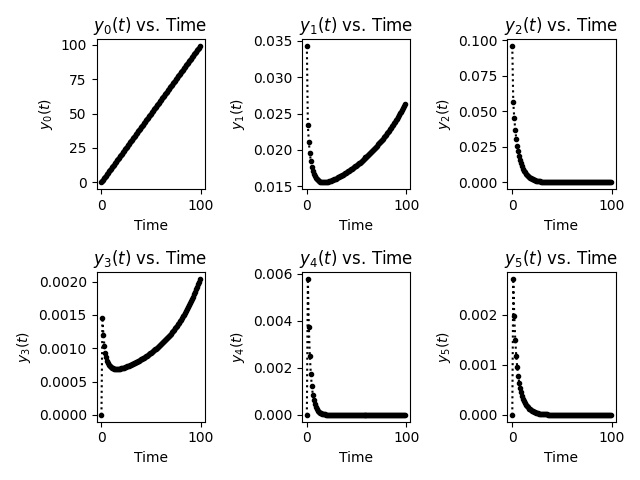 y₀(t) vs. Time
y₀(t)
100
75
50
25
0
0
100
Time
y₁(t) vs. Time
y₁(t)
0.035
0.030
0.025
0.020
0.015
0
100
Time
y₂(t) vs. Time
y₂(t)
0.100
0.075
0.050
0.025
0.000
0
100
Time
y₃(t) vs. Time
y₃(t)
0.0020
0.0015
0.0010
0.0005
0.0000
0
100
Time
y₄(t) vs. Time
y₄(t)
0.006
0.004
0.002
0.000
0
100
Time
y₅(t) vs. Time
y₅(t)
0.002
0.001
0.000
0
100
Time